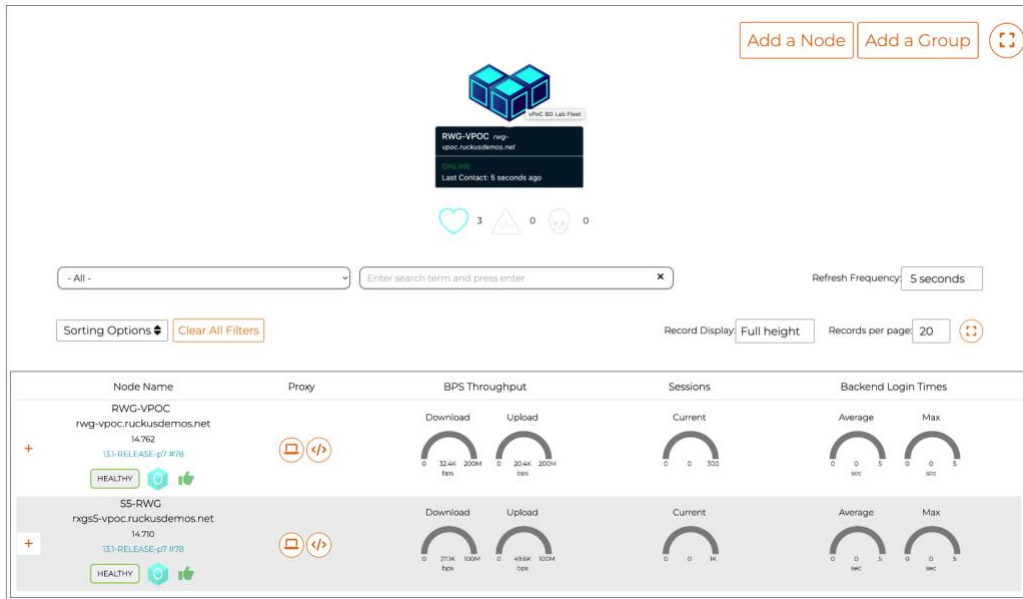 Add a Node Add a Group
vPoC BD Lab Fleet
RWG-VPOC rwg-
vpoc.ruckusdemos.net
ONLINE
Last Contact: 5 seconds ago
3 0 0
- All - Enter search term and press enter × Refresh Frequency: 5 seconds
Sorting Options Clear All Filters Record Display: Full height Records per page: 20
Node Name Proxy BPS Throughput Sessions Backend Login Times
RWG-VPOC
rwg-vpoc.ruckusdemos.net
14.762
13.1-RELEASE-p7 #78
HEALTHY
Download Upload Current Average Max
0 32.4K 200M 0 20.4K 200M 0 0 300 0 0 5 0 0 5
bps bps sec sec
S5-RWG
rxgs5-vpoc.ruckusdemos.net
14.710
13.1-RELEASE-p7 #78
HEALTHY
Download Upload Current Average Max
0 27.1K 100M 0 49.6K 100M 0 0 1K 0 0 5 0 0 5
bps bps sec sec